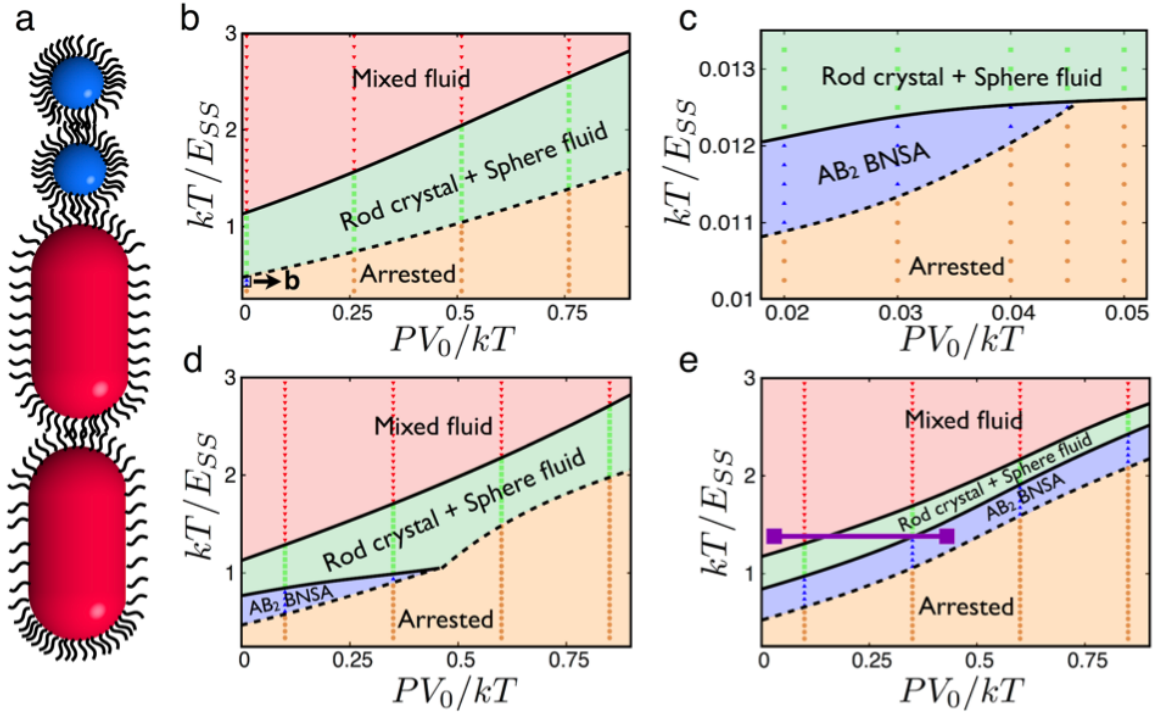 a
b
3
2
1
0
0.25
0.5
0.75
kT/E_SS
PV_0/kT
Mixed fluid
Rod crystal + Sphere fluid
Arrested
b
c
0.013
0.012
0.011
0.01
0.02
0.03
0.04
0.05
kT/E_SS
PV_0/kT
Rod crystal + Sphere fluid
AB₂ BNSA
Arrested
d
3
2
1
0
0.25
0.5
0.75
kT/E_SS
PV_0/kT
Mixed fluid
Rod crystal + Sphere fluid
AB₂ BNSA
Arrested
e
3
2
1
0
0.25
0.5
0.75
kT/E_SS
PV_0/kT
Mixed fluid
Rod crystal + Sphere fluid
AB₂ BNSA
Arrested